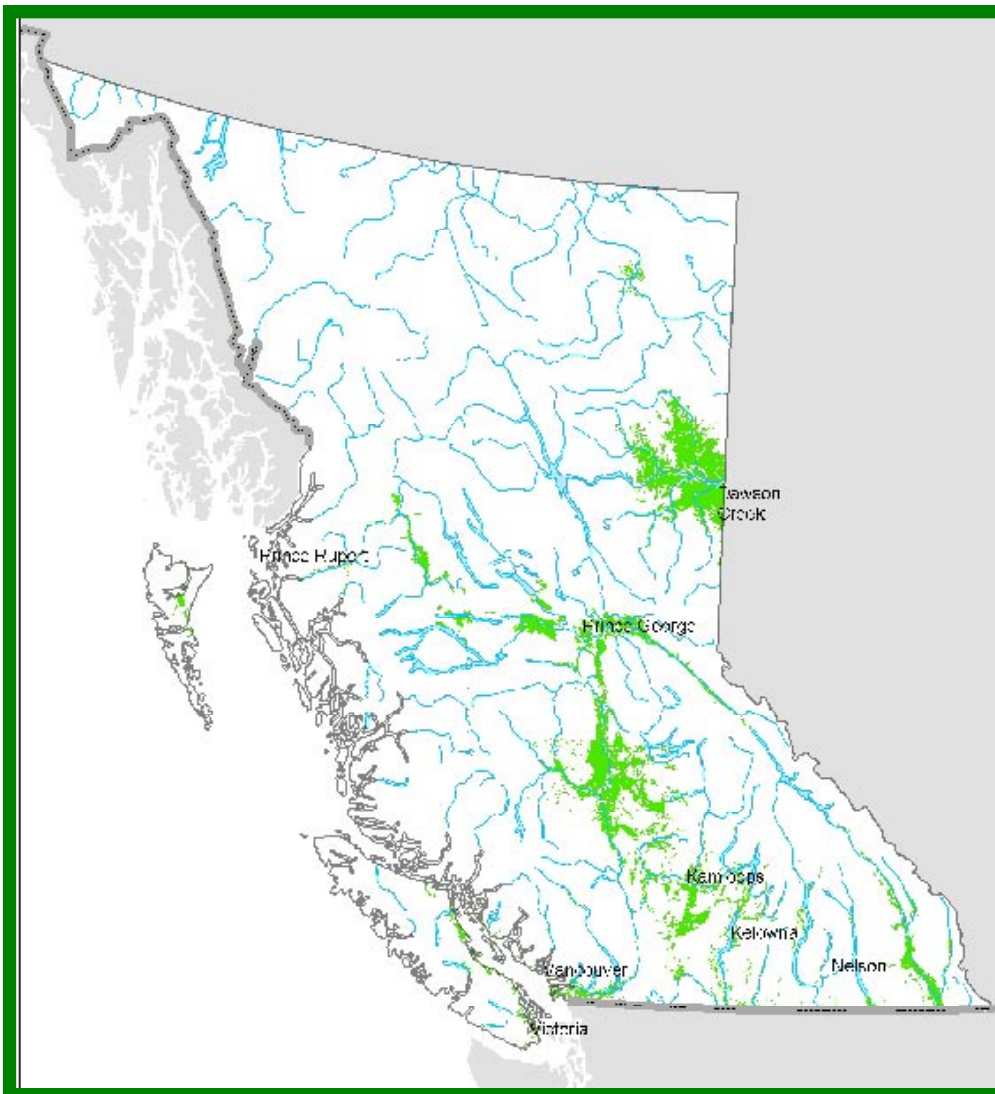 Dawson
Creek
Prince Rupert
Prince George
Kamloops
Kelowna
Nelson
Vancouver
Victoria